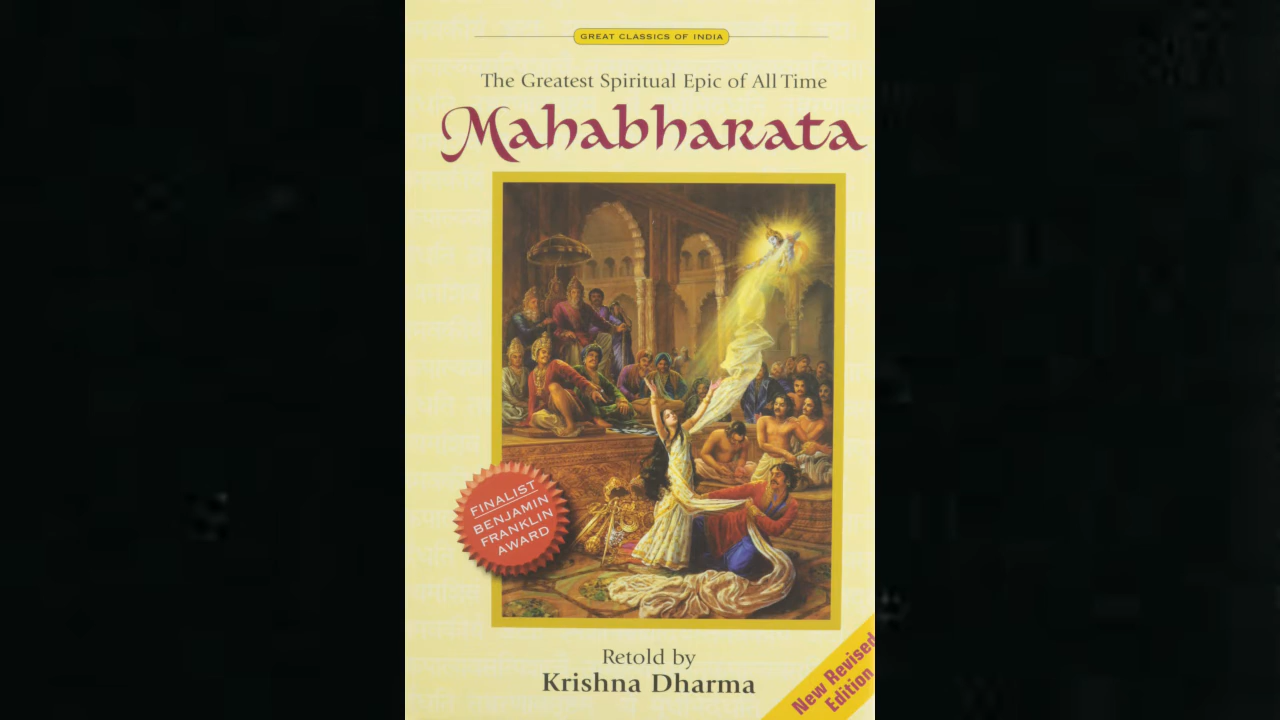 GREAT CLASSICS OF INDIA
The Greatest Spiritual Epic of All Time
Mahabharata
FINALIST
BENJAMIN
FRANKLIN
AWARD
Retold by
Krishna Dharma
New Revised
Edition